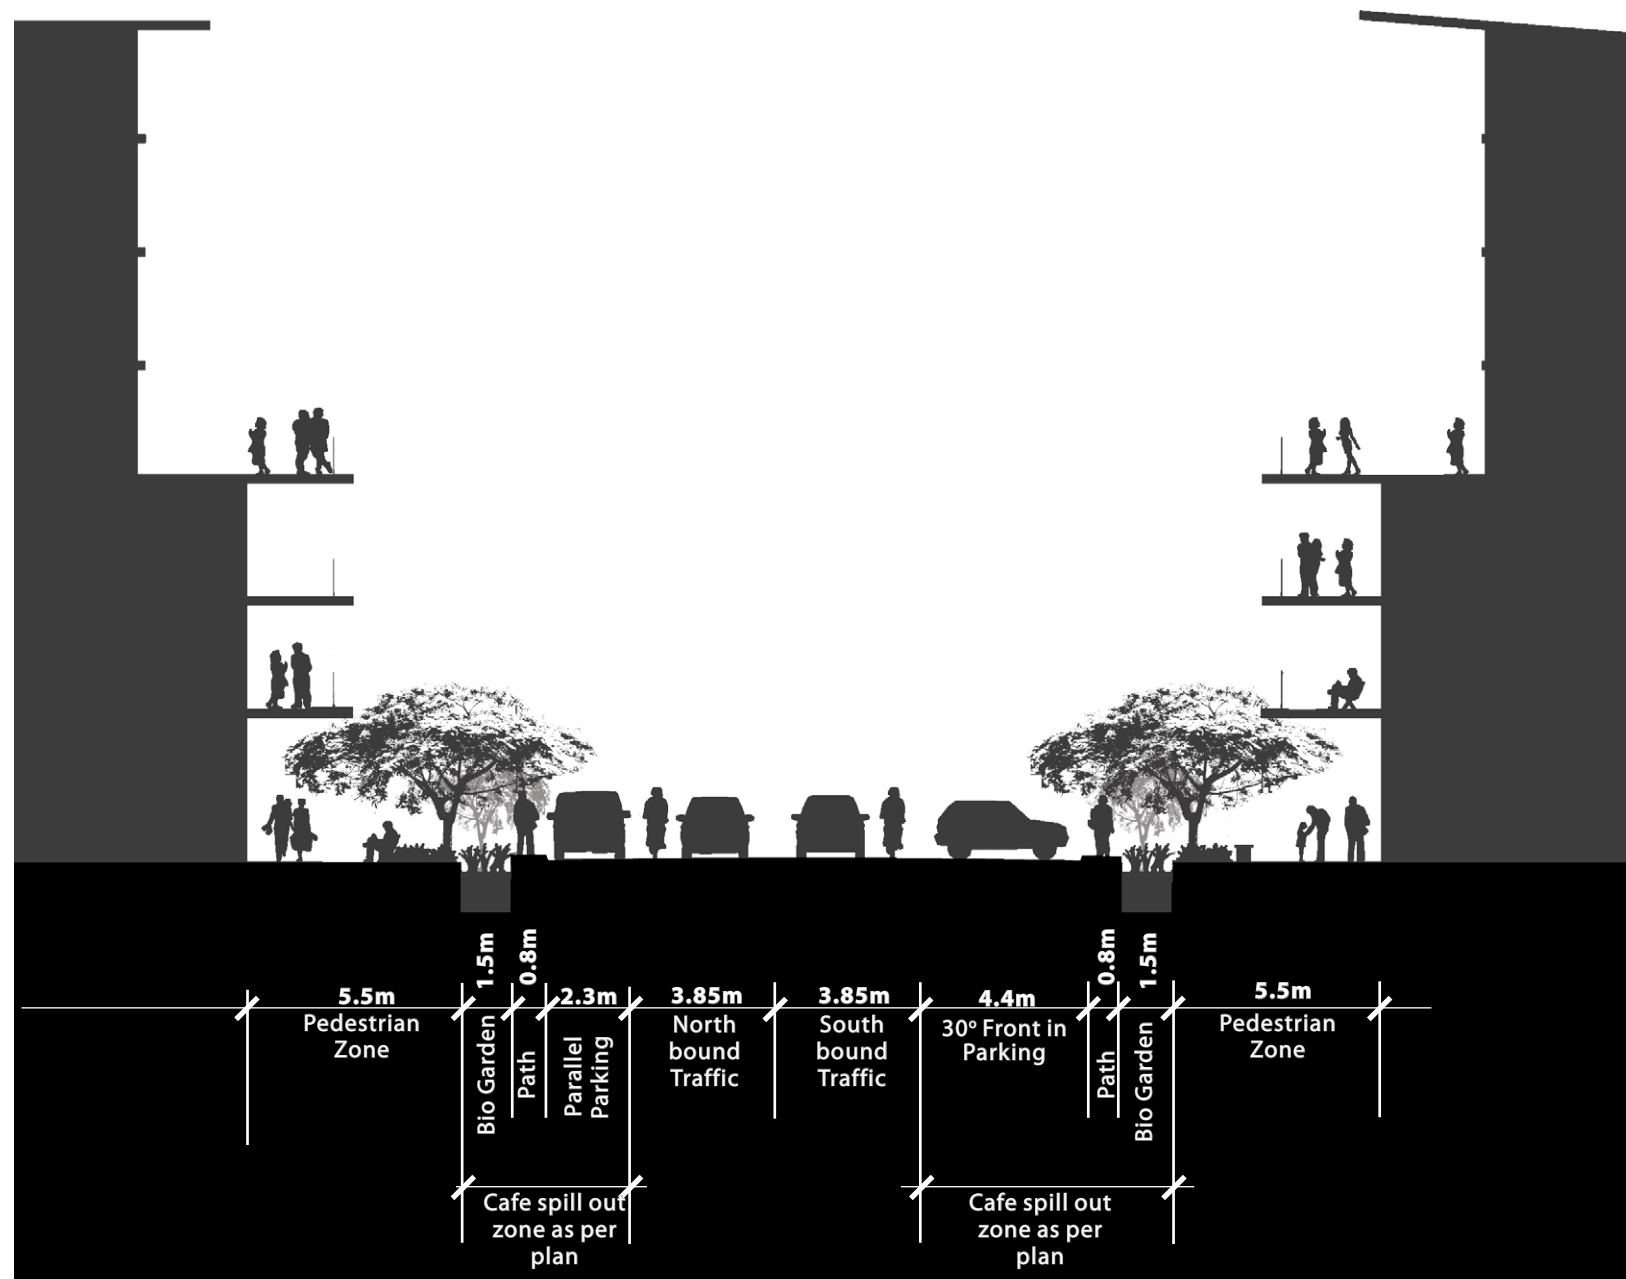 1.5m
0.8m
0.8m
1.5m
5.5m
2.3m
3.85m
3.85m
4.4m
5.5m
Pedestrian
Zone
Bio Garden
Path
Parallel
Parking
North
bound
Traffic
South
bound
Traffic
30º Front in
Parking
Path
Bio Garden
Pedestrian
Zone
Cafe spill out
zone as per
plan
Cafe spill out
zone as per
plan